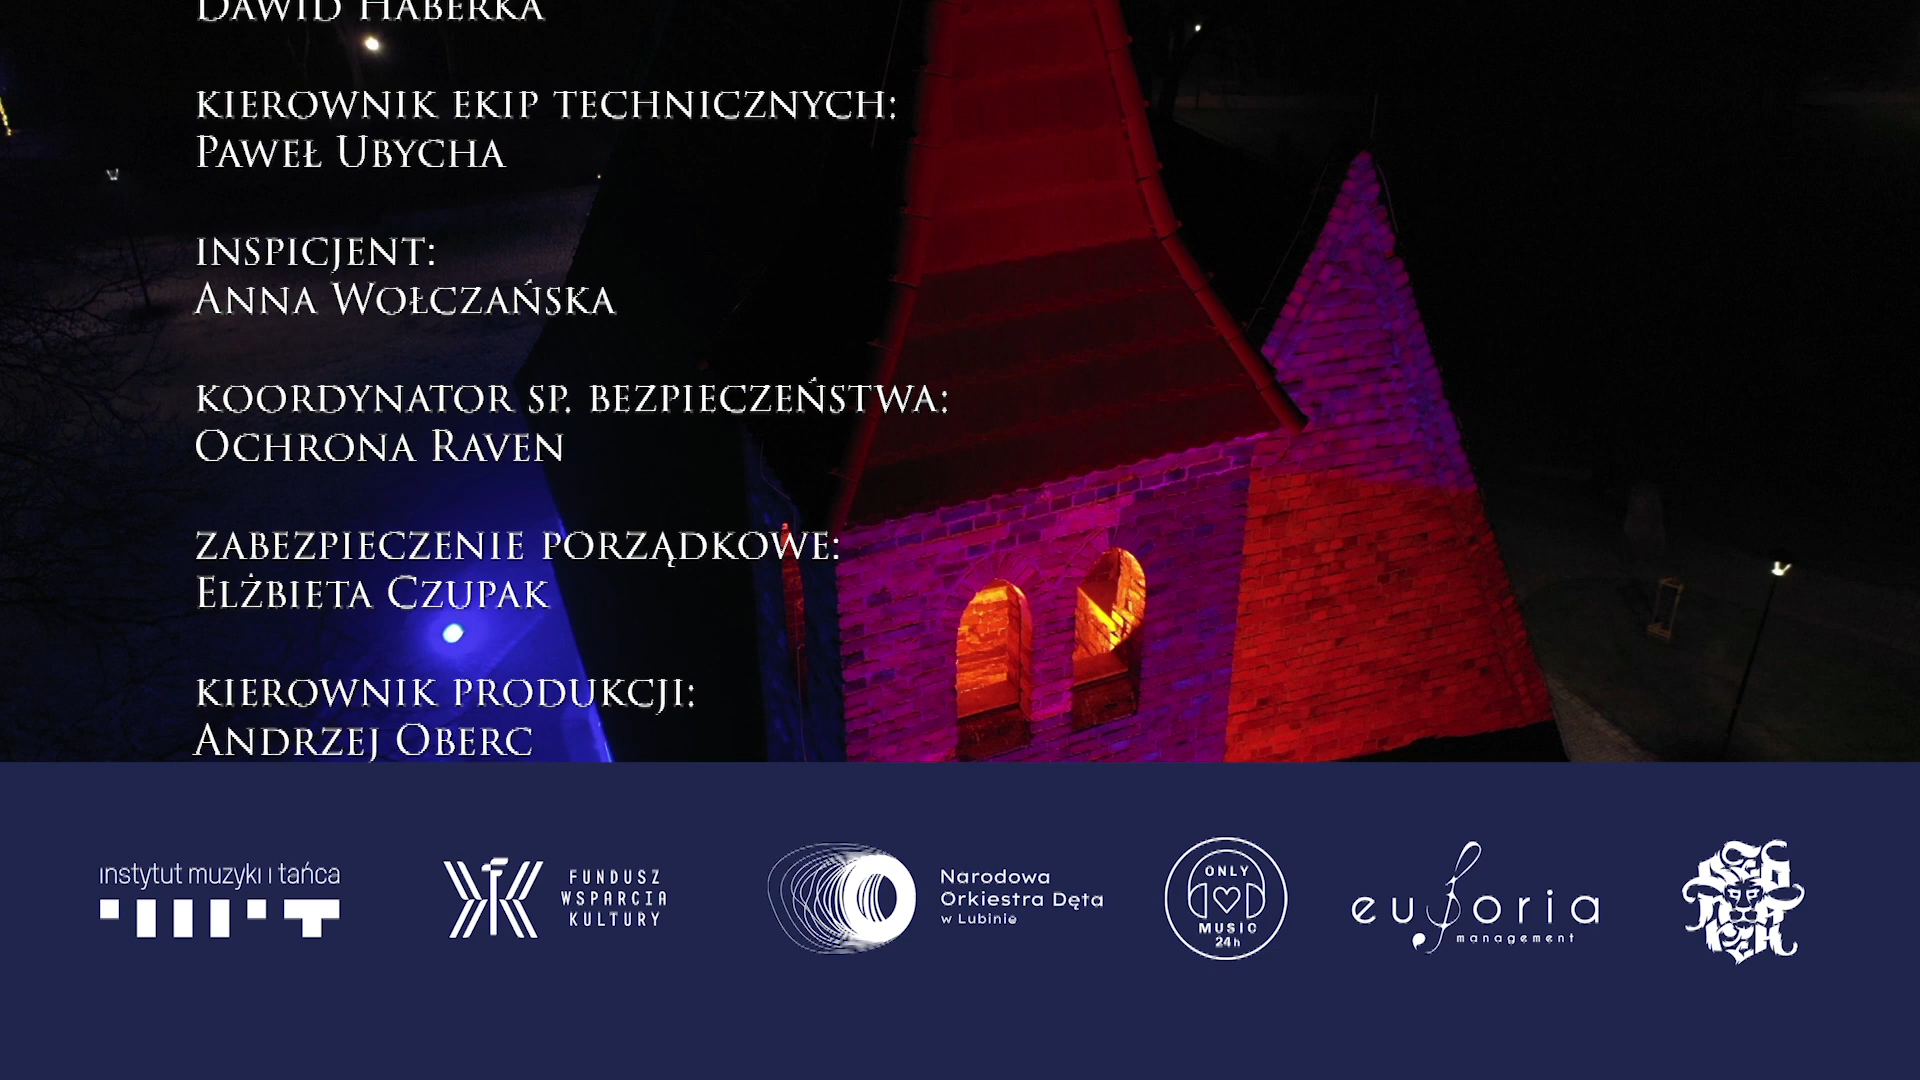 DAWID HABERKA
KIEROWNIK EKIP TECHNICZNYCH:
PAWEŁ UBYCHA
INSPICJENT:
ANNA WOŁCZAŃSKA
KOORDYNATOR SP. BEZPIECZEŃSTWA:
OCHRONA RAVEN
ZABEZPIECZENIE PORZĄDKOWE:
ELŻBIETA CZUPAK
KIEROWNIK PRODUKCJI:
ANDRZEJ OBERC
instytut muzyki i tańca
FUNDUSZ
WSPARCIA
KULTURY
Narodowa
Orkiestra Dęta
w Lubinie
ONLY
MUSIC
24h
euforia
management